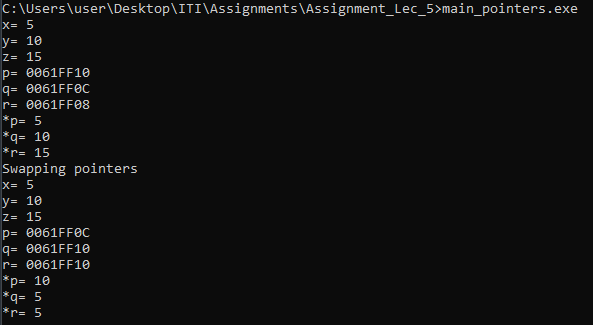 C:\Users\user\Desktop\ITI\Assignments\Assignment_Lec_5>main_pointers.exe
x= 5
y= 10
z= 15
p= 0061FF10
q= 0061FF0C
r= 0061FF08
*p= 5
*q= 10
*r= 15
Swapping pointers
x= 5
y= 10
z= 15
p= 0061FF0C
q= 0061FF10
r= 0061FF10
*p= 10
*q= 5
*r= 5